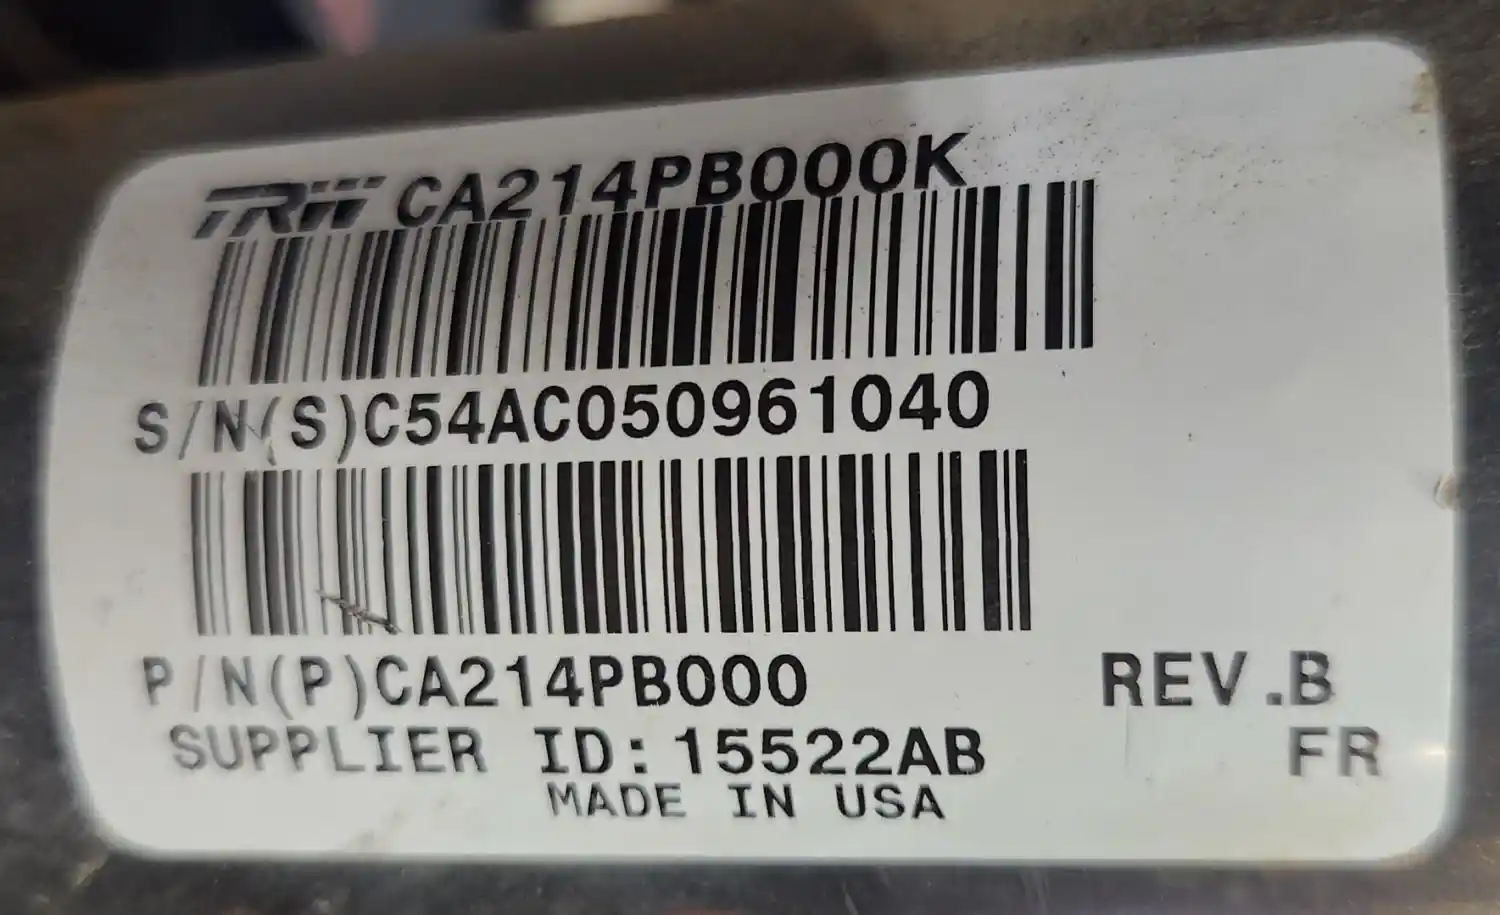 TRW CA214PB000K
S/N(S)C54AC050961040
P/N(P)CA214PB000 REV.B
SUPPLIER ID:15522AB FR
MADE IN USA